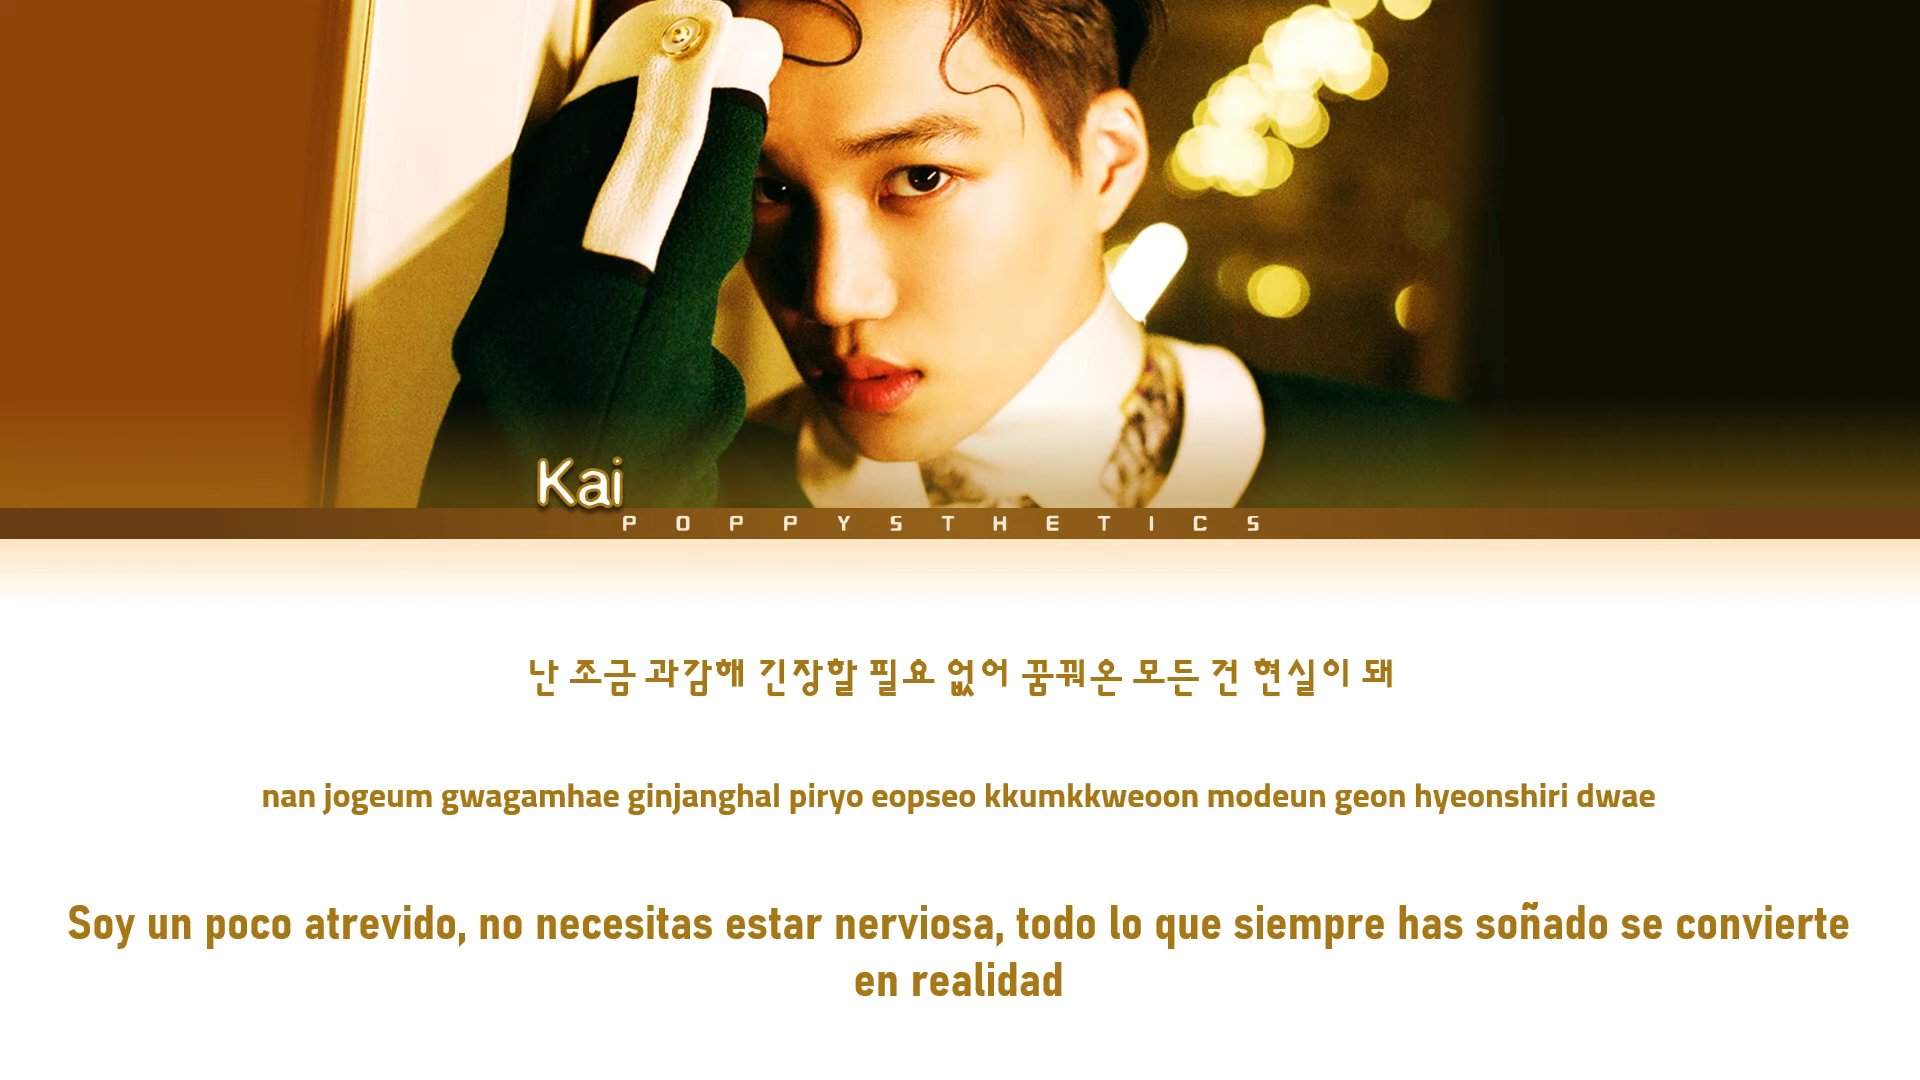 Kai
POPPYSTHETICS
난 조금 과감해 긴장할 필요 없어 꿈꿔온 모든 건 현실이 돼
nan jogeum gwagamhae ginjanghal piryo eopseo kkumkkweoon modeun geon hyeonshiri dwae
Soy un poco atrevido, no necesitas estar nerviosa, todo lo que siempre has soñado se convierte
en realidad